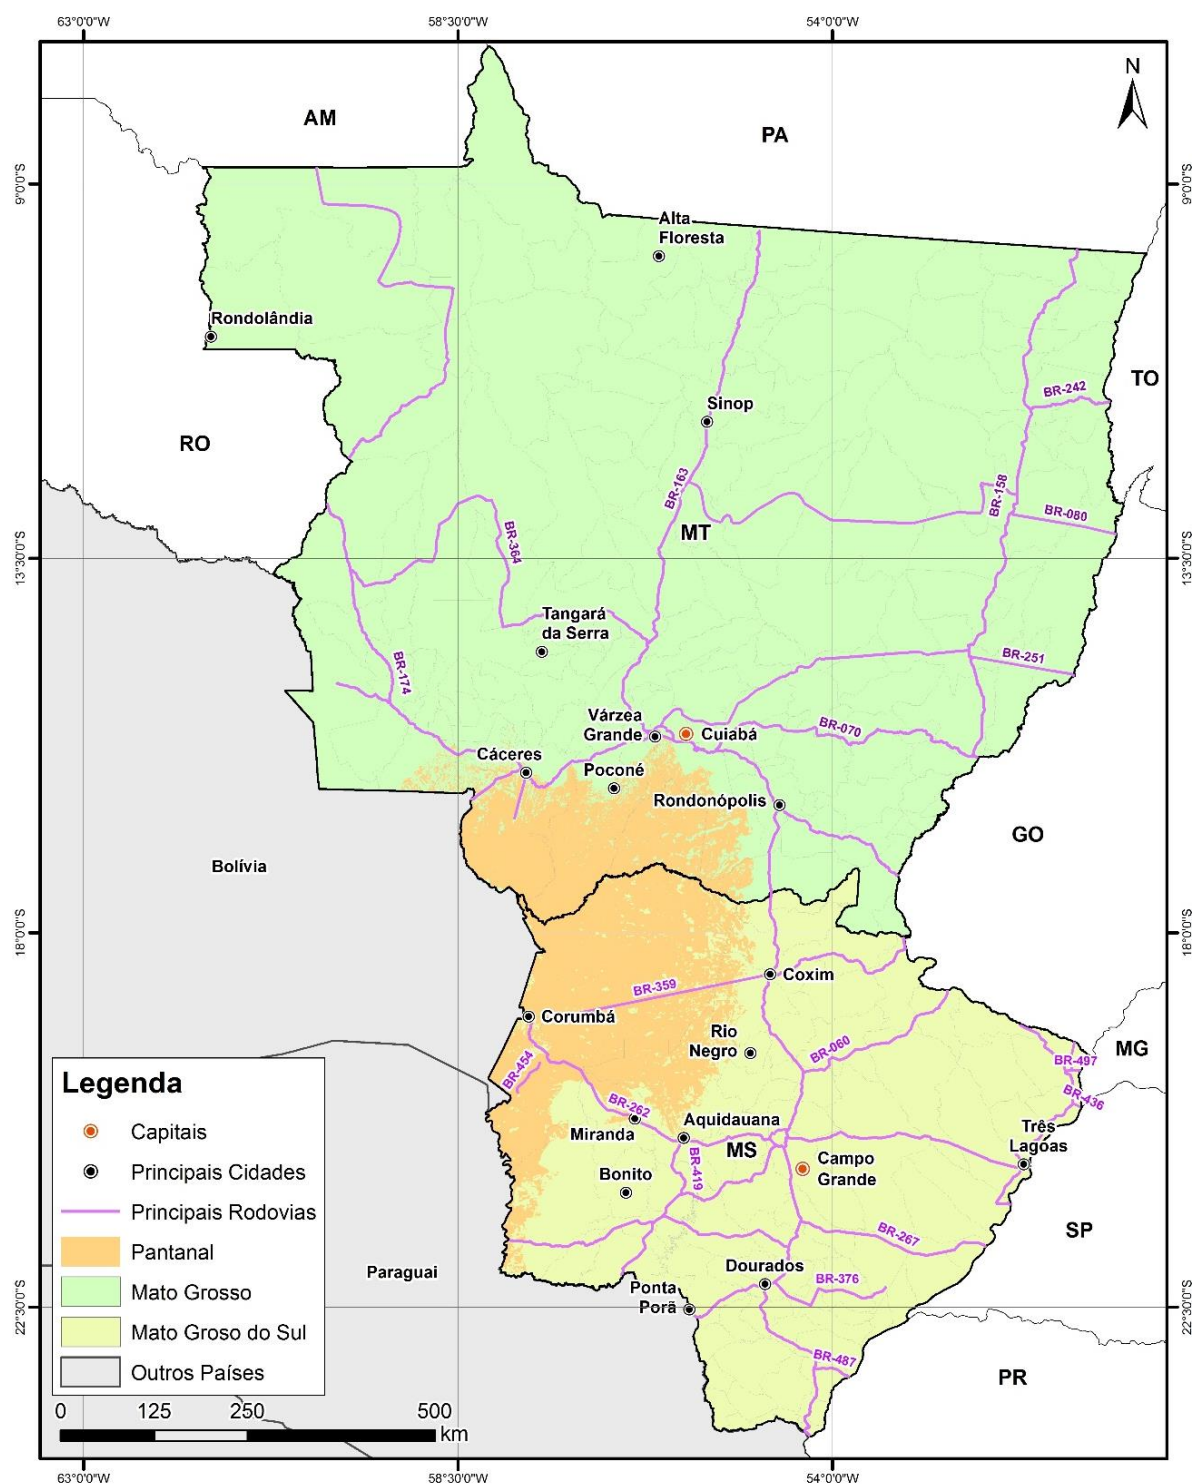 63°0'0"W
58°30'0"W
54°0'0"W
N
AM
PA
9°0'0"S
9°0'0"S
Alta
Floresta
Rondolândia
TO
BR-242
Sinop
RO
BR-163
BR-158
BR-080
MT
BR-364
13°30'0"S
13°30'0"S
Tangará
da Serra
BR-174
BR-251
Várzea
Grande
Cuiabá
BR-070
Cáceres
Poconé
Rondonópolis
GO
Bolívia
18°0'0"S
18°0'0"S
Coxim
BR-359
Corumbá
Rio
Negro
BR-060
MG
BR-454
BR-497
BR-436
BR-262
Miranda
Aquidauana
MS
Três
Lagoas
BR-419
Bonito
Campo
Grande
SP
BR-267
Paraguai
Dourados
BR-376
Ponta
Porã
22°30'0"S
22°30'0"S
BR-487
PR
Legenda
Capitais
Principais Cidades
Principais Rodovias
Pantanal
Mato Grosso
Mato Groso do Sul
Outros Países
0 125 250 500
km
63°0'0"W
58°30'0"W
54°0'0"W